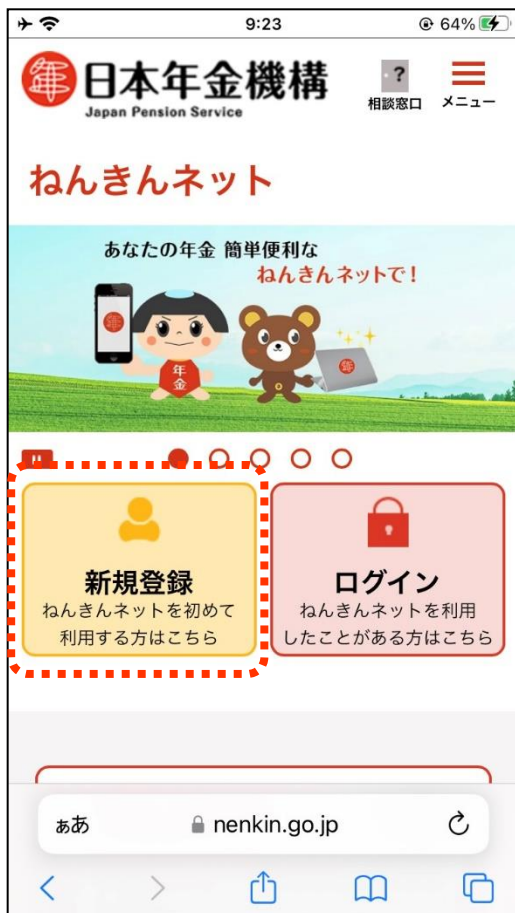 9:23
64%
年
日本年金機構
Japan Pension Service
?
相談窓口
メニュー
ねんきんネット
あなたの年金 簡単便利な
ねんきんネットで!
年金
新規登録
ねんきんネットを初めて
利用する方はこちら
ログイン
ねんきんネットを利用
したことがある方はこちら
ぁあ
nenkin.go.jp